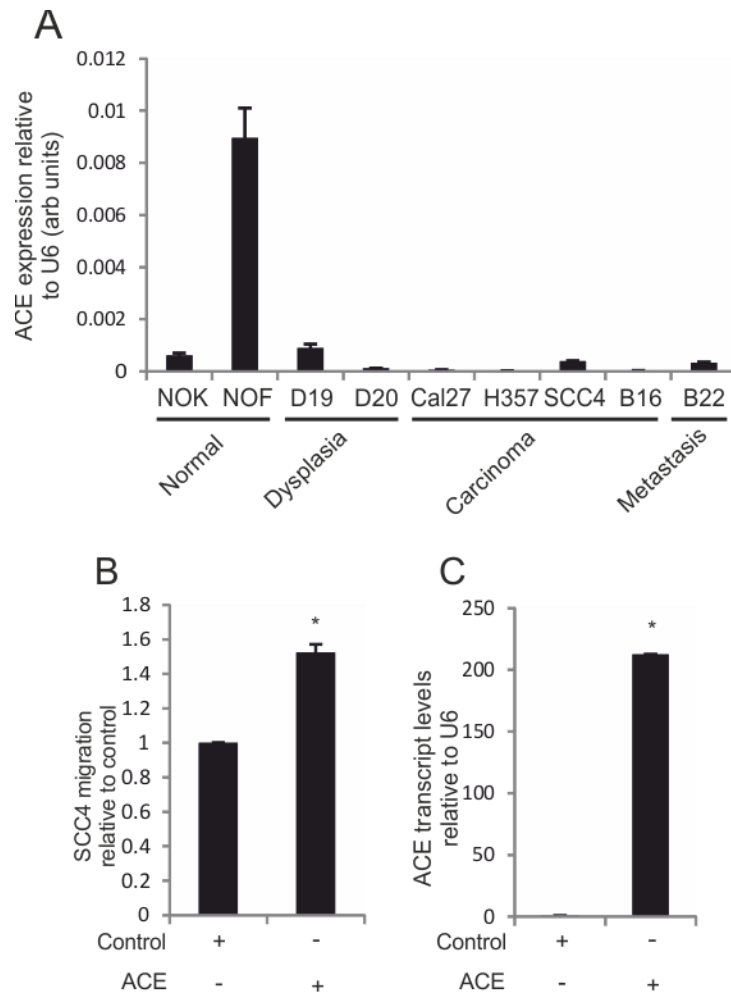 A
ACE expression relative
to U6 (arb units)
0.012
0.01
0.008
0.006
0.004
0.002
0
NOK NOF D19 D20 Cal27 H357 SCC4 B16 B22
Normal Dysplasia Carcinoma Metastasis
B
SCC4 migration
relative to control
1.8
1.6
1.4
1.2
1
0.8
0.6
0.4
0.2
0
*
Control + -
ACE - +
C
ACE transcript levels
relative to U6
250
200
150
100
50
0
*
+ -
- +